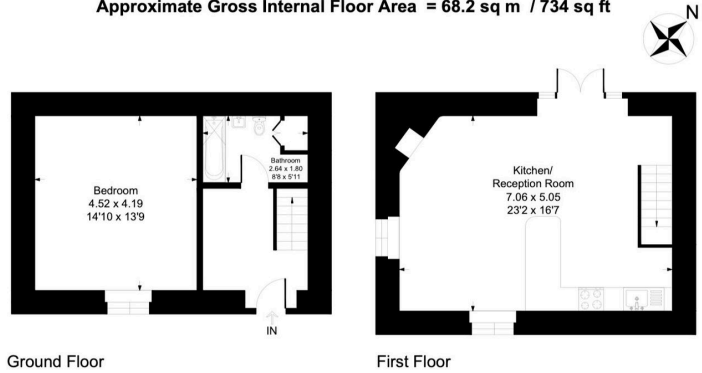 Approximate Gross Internal Floor Area = 68.2 sq m / 734 sq ft
N
Bedroom
4.52 x 4.19
14'10 x 13'9
Bathroom
2.64 x 1.80
8'8 x 5'11
IN
Kitchen/
Reception Room
7.06 x 5.05
23'2 x 16'7
Ground Floor
First Floor